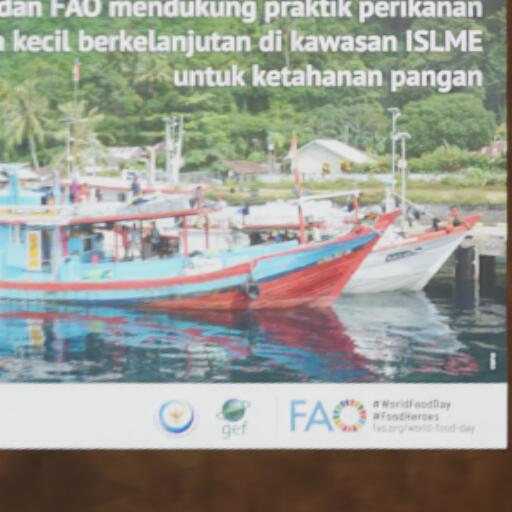 dan FAO mendukung praktik perikanan
kecil berkelanjutan di kawasan ISLME
untuk ketahanan pangan
gef
FAO
#WorldFoodDay
#FoodHeroes
fao.org/world-food-day